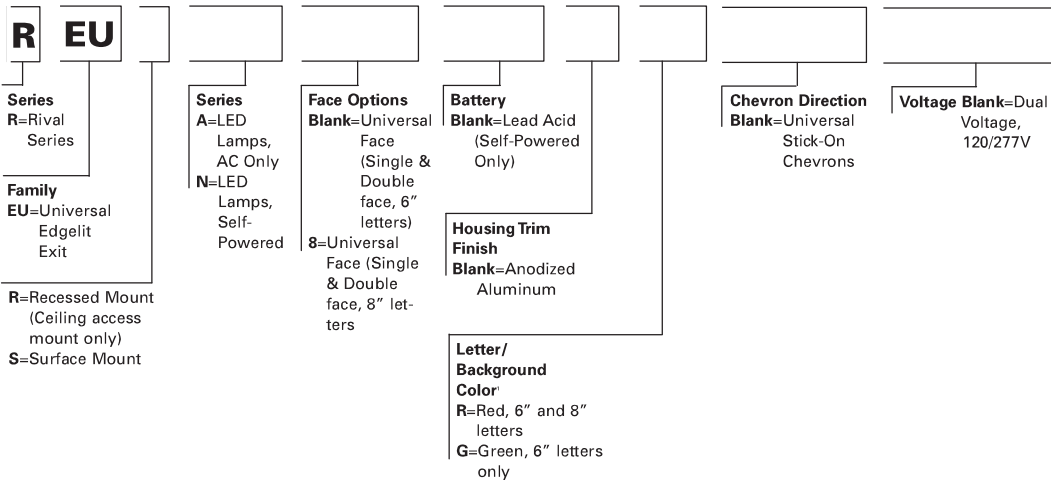 R EU
Series
R=Rival
Series
Family
EU=Universal
Edgelit
Exit
R=Recessed Mount
(Ceiling access
mount only)
S=Surface Mount
Series
A=LED
Lamps,
AC Only
N=LED
Lamps,
Self-
Powered
Face Options
Blank=Universal
Face
(Single &
Double
face, 6”
letters)
8=Universal
Face (Single
& Double
face, 8” let-
ters
Battery
Blank=Lead Acid
(Self-Powered
Only)
Housing Trim
Finish
Blank=Anodized
Aluminum
Letter/
Background
Color¹
R=Red, 6” and 8”
letters
G=Green, 6” letters
only
Chevron Direction
Blank=Universal
Stick-On
Chevrons
Voltage Blank=Dual
Voltage,
120/277V